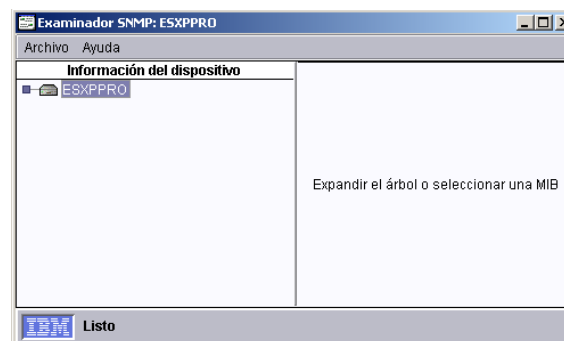 Examinador SNMP: ESXPPRO
Archivo Ayuda
Información del dispositivo
ESXPPRO
Expandir el árbol o seleccionar una MIB
IBM Listo